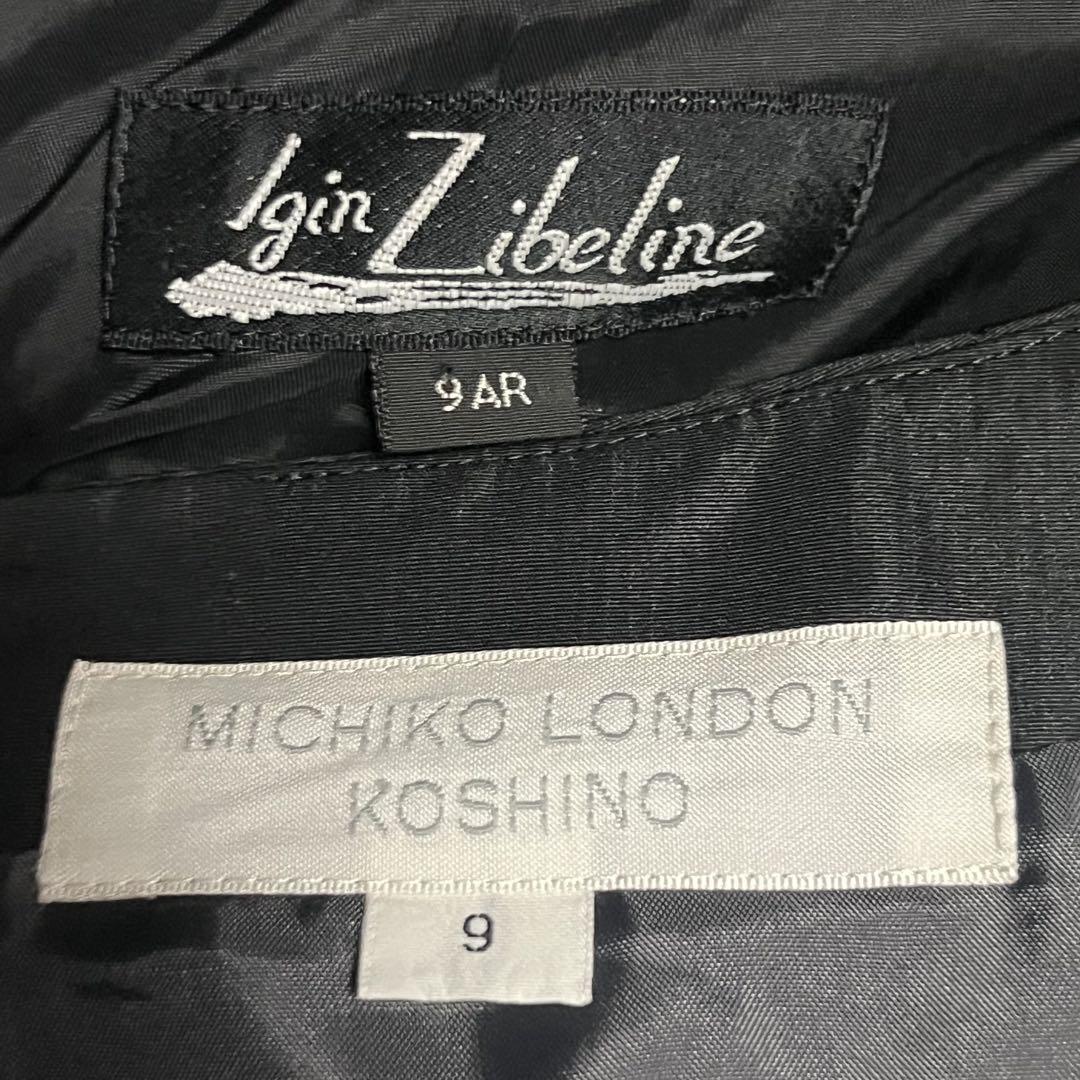 Igin Zibeline
9AR
MICHIKO LONDON
KOSHINO
9